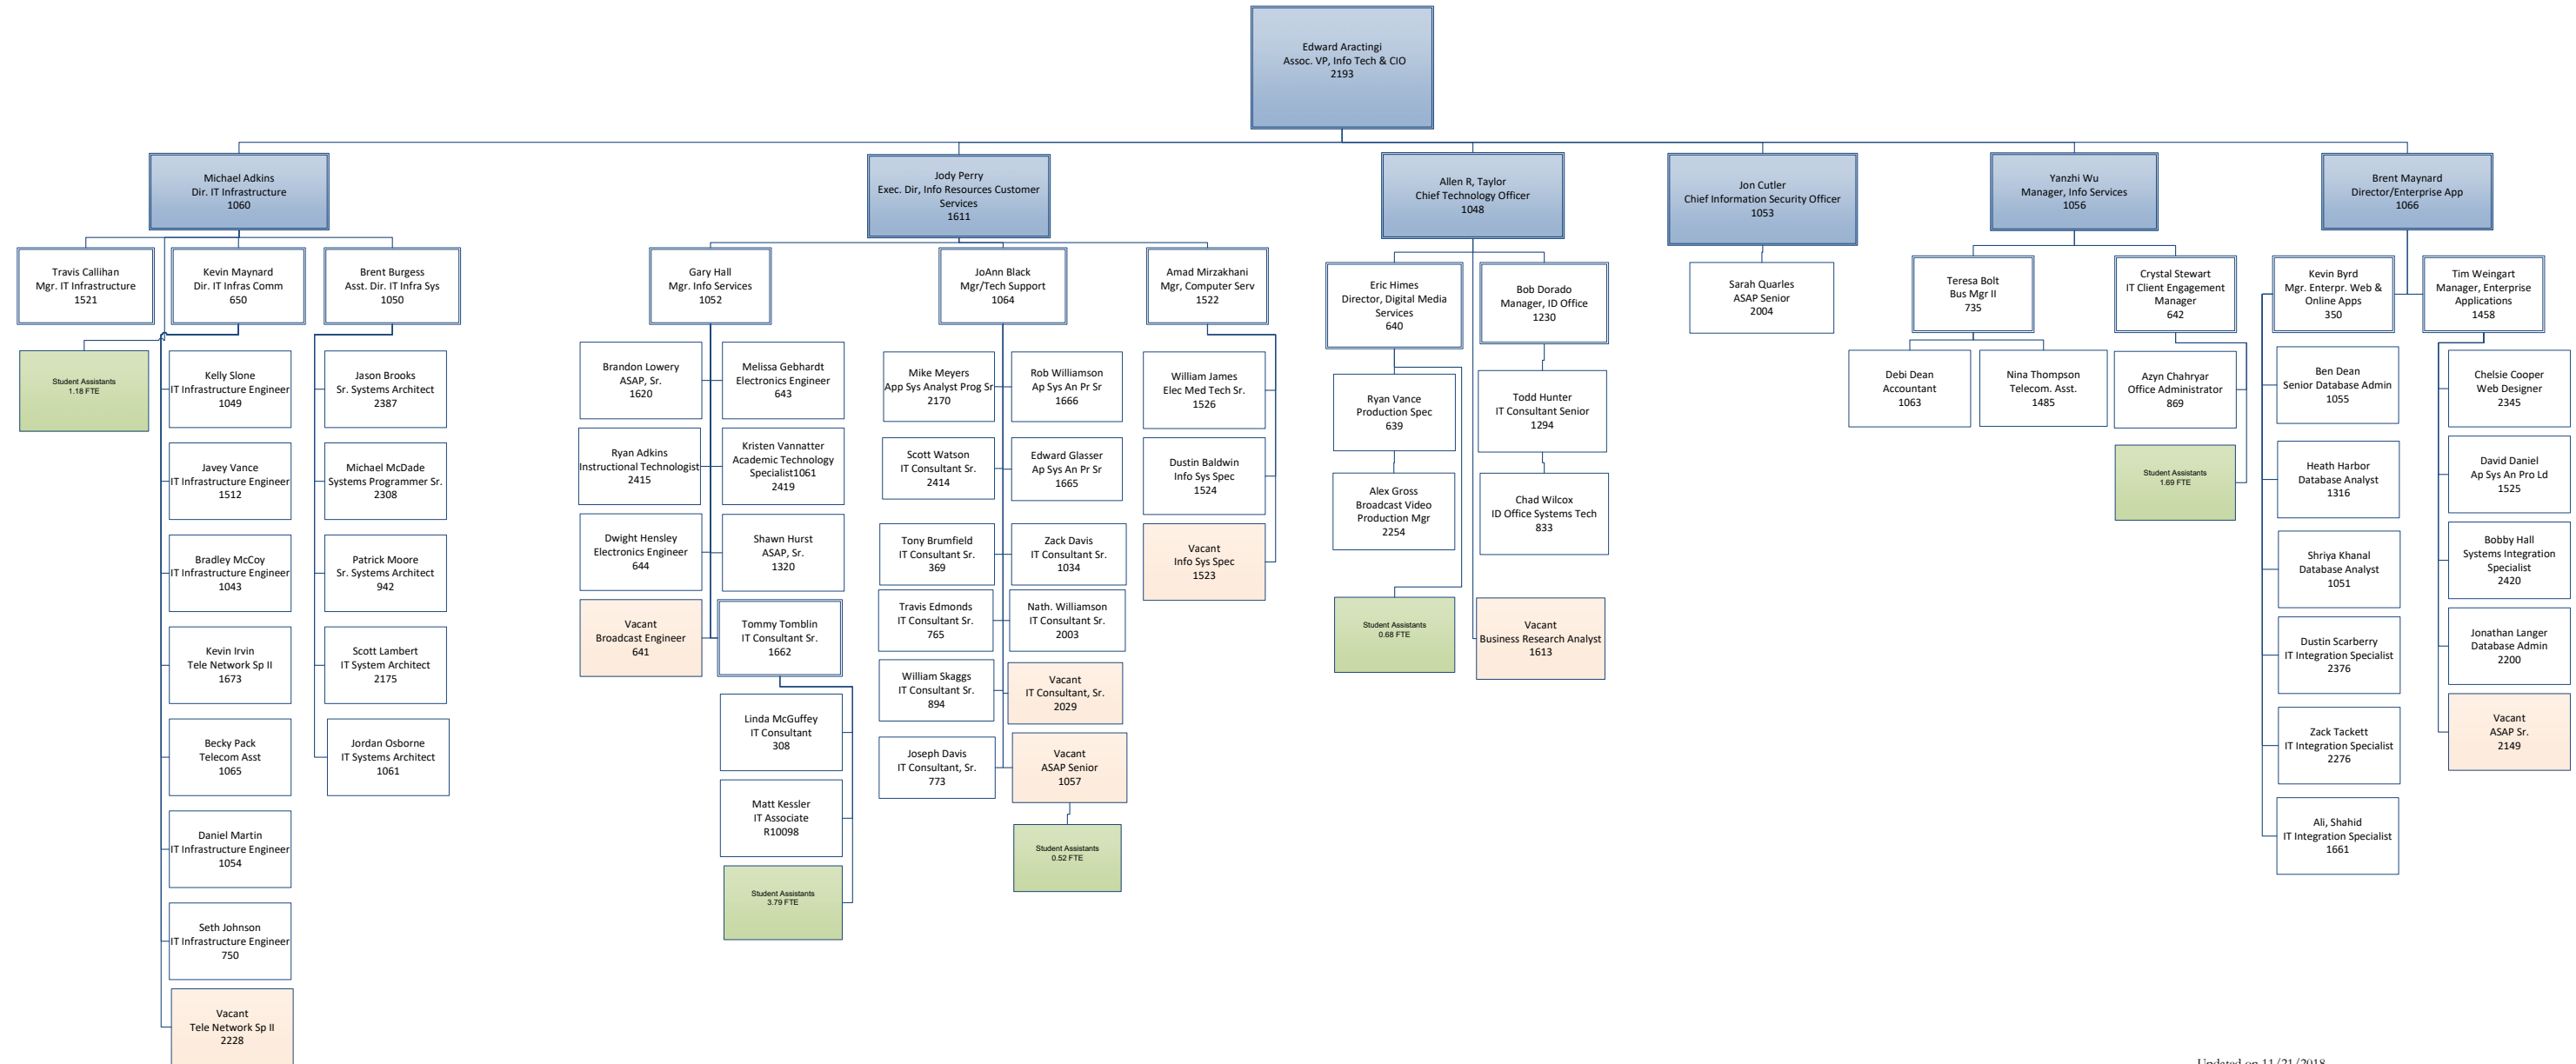 Edward Aractingi
Assoc. VP, Info Tech & CIO
2193
Michael Adkins
Dir. IT Infrastructure
1060
Jody Perry
Exec. Dir, Info Resources Customer
Services
1611
Allen R, Taylor
Chief Technology Officer
1048
Jon Cutler
Chief Information Security Officer
1053
Yanzhi Wu
Manager, Info Services
1056
Brent Maynard
Director/Enterprise App
1066
Travis Callihan
Mgr. IT Infrastructure
1521
Kevin Maynard
Dir. IT Infras Comm
650
Brent Burgess
Asst. Dir. IT Infra Sys
1050
Student Assistants
1.18 FTE
Kelly Slone
IT Infrastructure Engineer
1049
Javey Vance
IT Infrastructure Engineer
1512
Bradley McCoy
IT Infrastructure Engineer
1043
Kevin Irvin
Tele Network Sp II
1673
Becky Pack
Telecom Asst
1065
Daniel Martin
IT Infrastructure Engineer
1054
Seth Johnson
IT Infrastructure Engineer
750
Vacant
Tele Network Sp II
2228
Jason Brooks
Sr. Systems Architect
2387
Michael McDade
Systems Programmer Sr.
2308
Patrick Moore
Sr. Systems Architect
942
Scott Lambert
IT System Architect
2175
Jordan Osborne
IT Systems Architect
1061
Gary Hall
Mgr. Info Services
1052
Brandon Lowery
ASAP, Sr.
1620
Melissa Gebhardt
Electronics Engineer
643
Ryan Adkins
Instructional Technologist
2415
Kristen Vannatter
Academic Technology
Specialist1061
2419
Dwight Hensley
Electronics Engineer
644
Shawn Hurst
ASAP, Sr.
1320
Vacant
Broadcast Engineer
641
Tommy Tomblin
IT Consultant Sr.
1662
Linda McGuffey
IT Consultant
308
Matt Kessler
IT Associate
R10098
Student Assistants
3.79 FTE
JoAnn Black
Mgr/Tech Support
1064
Mike Meyers
App Sys Analyst Prog Sr
2170
Rob Williamson
Ap Sys An Pr Sr
1666
Scott Watson
IT Consultant Sr.
2414
Edward Glasser
Ap Sys An Pr Sr
1665
Tony Brumfield
IT Consultant Sr.
369
Zack Davis
IT Consultant Sr.
1034
Travis Edmonds
IT Consultant Sr.
765
Nath. Williamson
IT Consultant Sr.
2003
William Skaggs
IT Consultant Sr.
894
Vacant
IT Consultant, Sr.
2029
Joseph Davis
IT Consultant, Sr.
773
Vacant
ASAP Senior
1057
Student Assistants
0.52 FTE
Amad Mirzakhani
Mgr, Computer Serv
1522
William James
Elec Med Tech Sr.
1526
Dustin Baldwin
Info Sys Spec
1524
Vacant
Info Sys Spec
1523
Eric Himes
Director, Digital Media
Services
640
Ryan Vance
Production Spec
639
Alex Gross
Broadcast Video
Production Mgr
2254
Student Assistants
0.68 FTE
Bob Dorado
Manager, ID Office
1230
Todd Hunter
IT Consultant Senior
1294
Chad Wilcox
ID Office Systems Tech
833
Vacant
Business Research Analyst
1613
Sarah Quarles
ASAP Senior
2004
Teresa Bolt
Bus Mgr II
735
Debi Dean
Accountant
1063
Nina Thompson
Telecom. Asst.
1485
Crystal Stewart
IT Client Engagement
Manager
642
Azyn Chahryar
Office Administrator
869
Student Assistants
1.69 FTE
Kevin Byrd
Mgr. Enterpr. Web &
Online Apps
350
Ben Dean
Senior Database Admin
1055
Heath Harbor
Database Analyst
1316
Shriya Khanal
Database Analyst
1051
Dustin Scarberry
IT Integration Specialist
2376
Zack Tackett
IT Integration Specialist
2276
Ali, Shahid
IT Integration Specialist
1661
Tim Weingart
Manager, Enterprise
Applications
1458
Chelsie Cooper
Web Designer
2345
David Daniel
Ap Sys An Pro Ld
1525
Bobby Hall
Systems Integration
Specialist
2420
Jonathan Langer
Database Admin
2200
Vacant
ASAP Sr.
2149
Updated on 11/21/2018